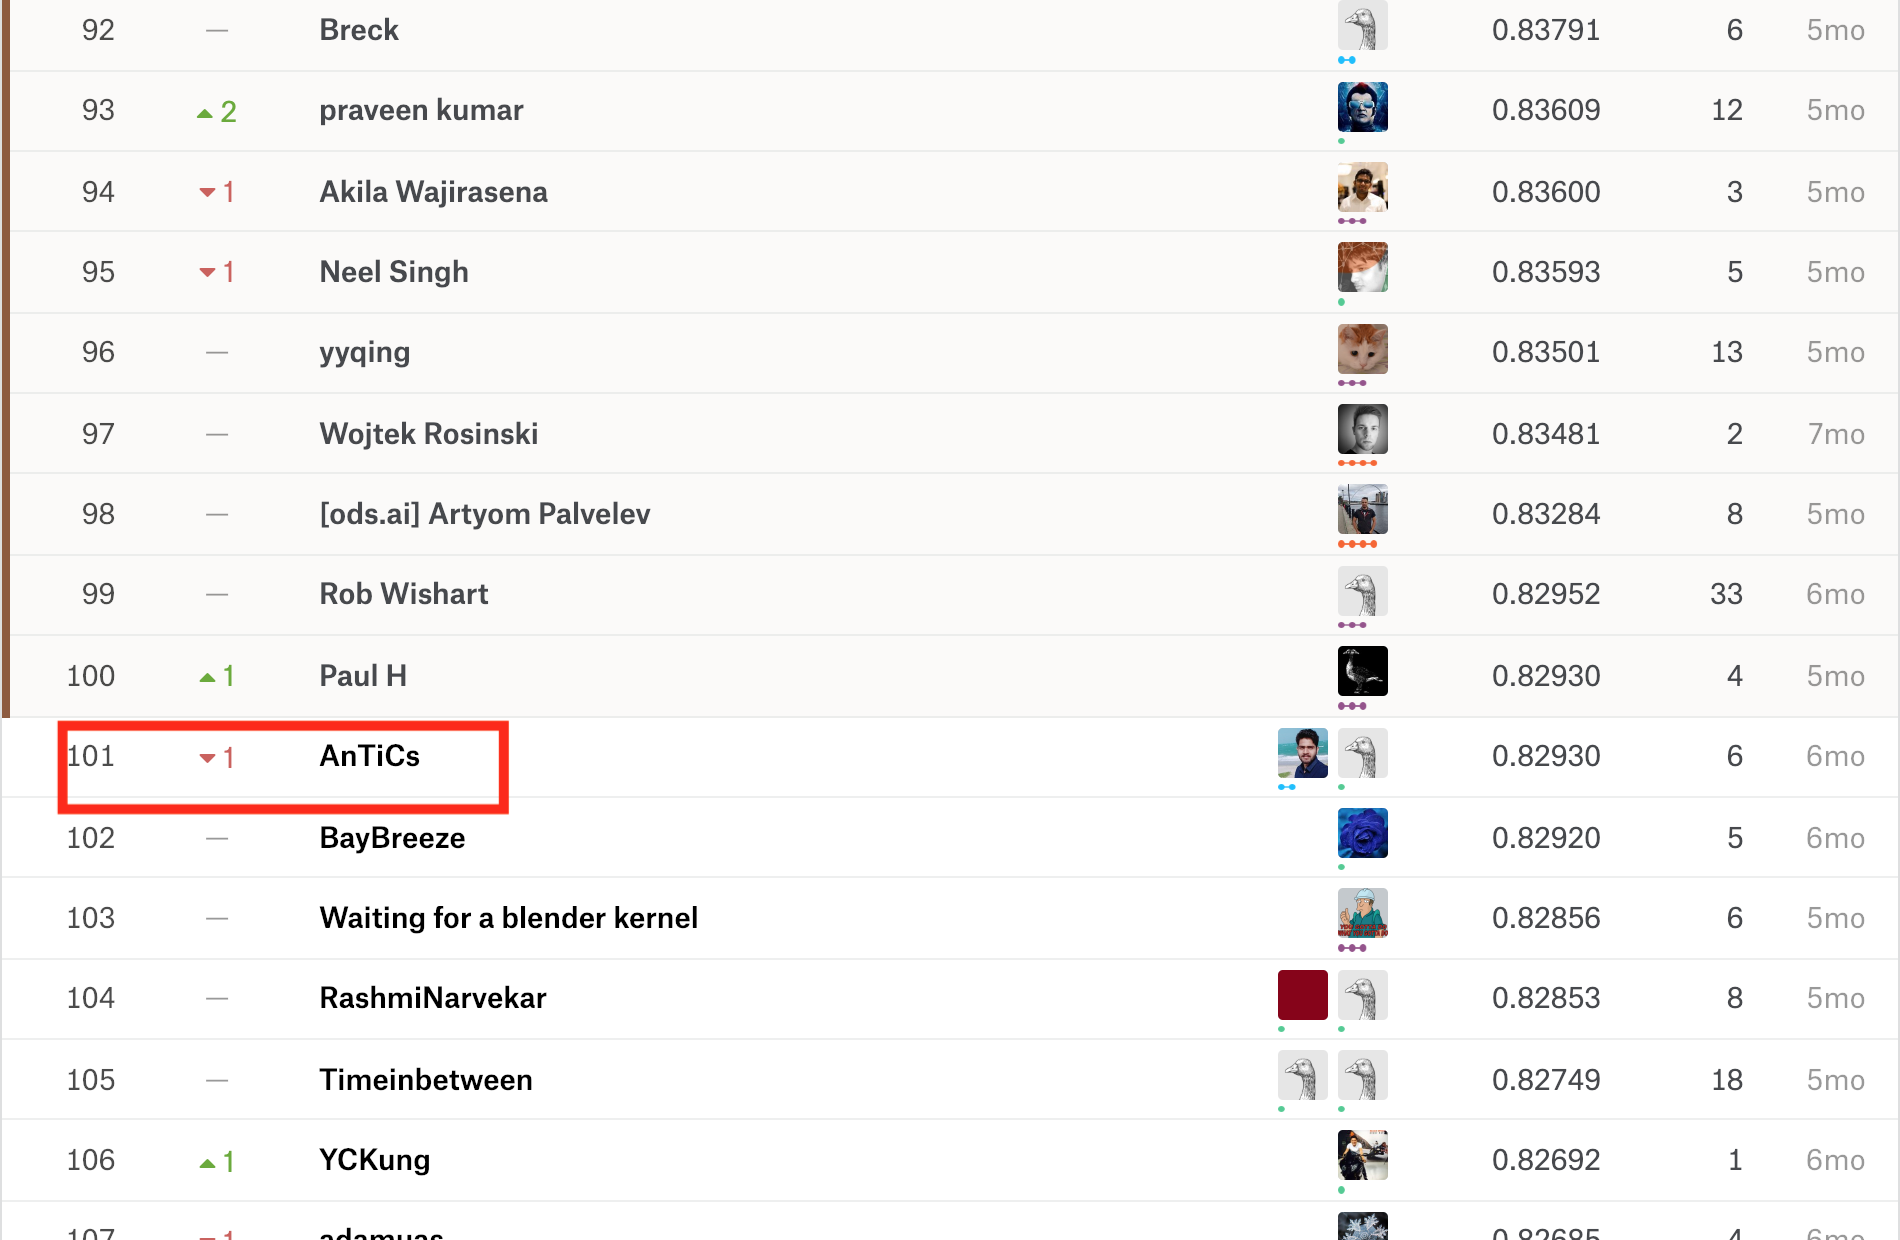 92 — Breck 0.83791 6 5mo
93 ▲2 praveen kumar 0.83609 12 5mo
94 ▼1 Akila Wajirasena 0.83600 3 5mo
95 ▼1 Neel Singh 0.83593 5 5mo
96 — yyqing 0.83501 13 5mo
97 — Wojtek Rosinski 0.83481 2 7mo
98 — [ods.ai] Artyom Palvelev 0.83284 8 5mo
99 — Rob Wishart 0.82952 33 6mo
100 ▲1 Paul H 0.82930 4 5mo
101 ▼1 AnTiCs 0.82930 6 6mo
102 — BayBreeze 0.82920 5 6mo
103 — Waiting for a blender kernel 0.82856 6 5mo
104 — RashmiNarvekar 0.82853 8 5mo
105 — Timeinbetween 0.82749 18 5mo
106 ▲1 YCKung 0.82692 1 6mo
107 ▼1 adamuas 0.82685 4 6mo